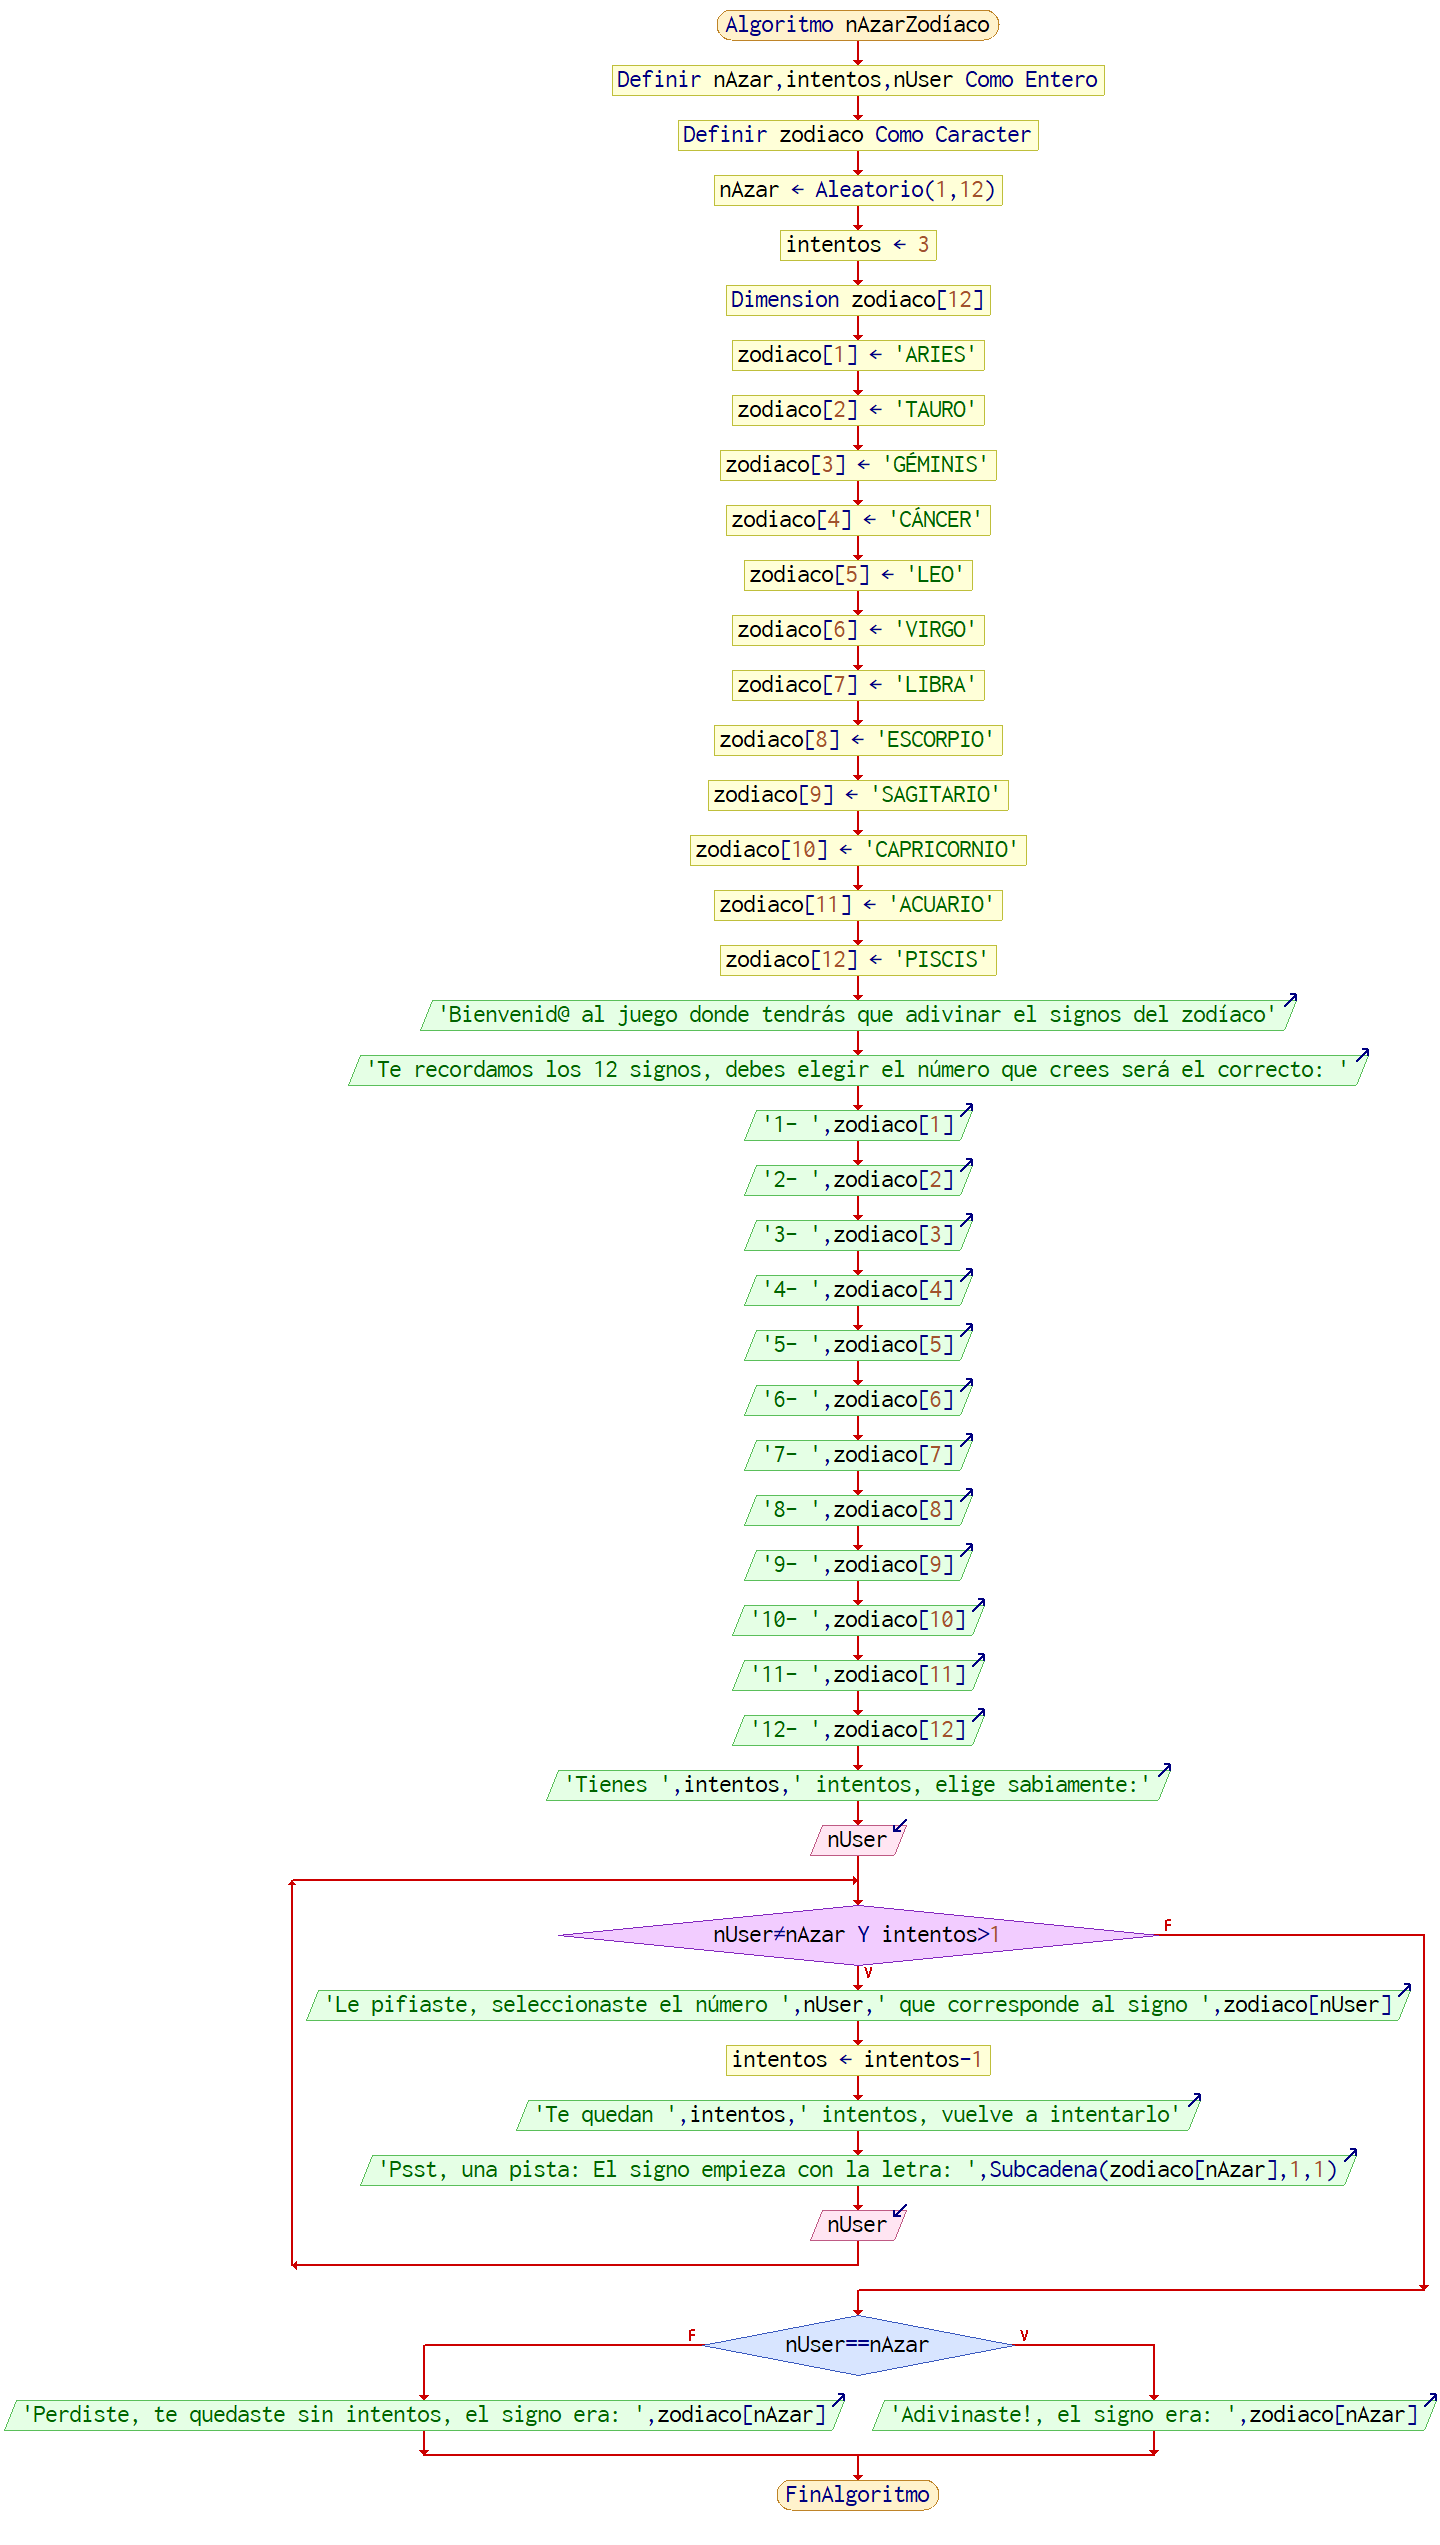 Algoritmo nAzarZodíaco
Definir nAzar,intentos,nUser Como Entero
Definir zodiaco Como Caracter
nAzar ← Aleatorio(1,12)
intentos ← 3
Dimension zodiaco[12]
zodiaco[1] ← 'ARIES'
zodiaco[2] ← 'TAURO'
zodiaco[3] ← 'GÉMINIS'
zodiaco[4] ← 'CÁNCER'
zodiaco[5] ← 'LEO'
zodiaco[6] ← 'VIRGO'
zodiaco[7] ← 'LIBRA'
zodiaco[8] ← 'ESCORPIO'
zodiaco[9] ← 'SAGITARIO'
zodiaco[10] ← 'CAPRICORNIO'
zodiaco[11] ← 'ACUARIO'
zodiaco[12] ← 'PISCIS'
'Bienvenid@ al juego donde tendrás que adivinar el signos del zodíaco'
'Te recordamos los 12 signos, debes elegir el número que crees será el correcto: '
'1- ',zodiaco[1]
'2- ',zodiaco[2]
'3- ',zodiaco[3]
'4- ',zodiaco[4]
'5- ',zodiaco[5]
'6- ',zodiaco[6]
'7- ',zodiaco[7]
'8- ',zodiaco[8]
'9- ',zodiaco[9]
'10- ',zodiaco[10]
'11- ',zodiaco[11]
'12- ',zodiaco[12]
'Tienes ',intentos,' intentos, elige sabiamente:'
nUser
nUser≠nAzar Y intentos>1
F
V
'Le pifiaste, seleccionaste el número ',nUser,' que corresponde al signo ',zodiaco[nUser]
intentos ← intentos-1
'Te quedan ',intentos,' intentos, vuelve a intentarlo'
'Psst, una pista: El signo empieza con la letra: ',Subcadena(zodiaco[nAzar],1,1)
nUser
F
nUser==nAzar
V
'Perdiste, te quedaste sin intentos, el signo era: ',zodiaco[nAzar]
'Adivinaste!, el signo era: ',zodiaco[nAzar]
FinAlgoritmo